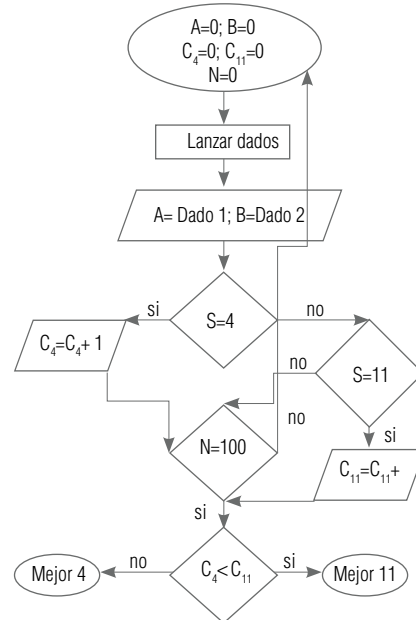 A=0; B=0
C₄=0; C₁₁=0
N=0
Lanzar dados
A= Dado 1; B=Dado 2
si
S=4
no
C₄=C₄+ 1
no
S=11
N=100
no
si
C₁₁=C₁₁+
si
Mejor 4
no
C₄<C₁₁
si
Mejor 11